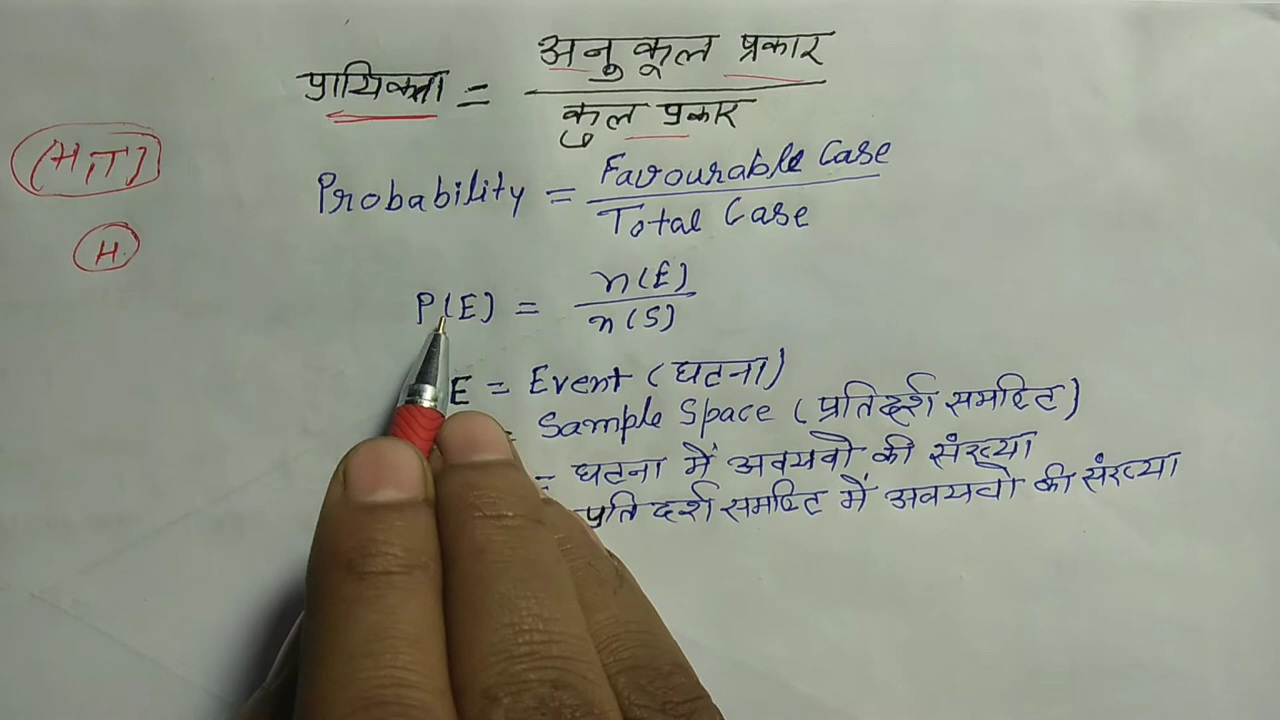 प्रायिकता = अनुकूल प्रकार / कुल प्रकार
(H,T)
Probability = Favourable Case / Total Case
H
P(E) = n(E) / n(S)
E = Event (घटना)
= Sample Space (प्रतिदर्श समष्टि)
= घटना में अवयवो की संख्या
प्रतिदर्श समष्टि में अवयवो की संख्या